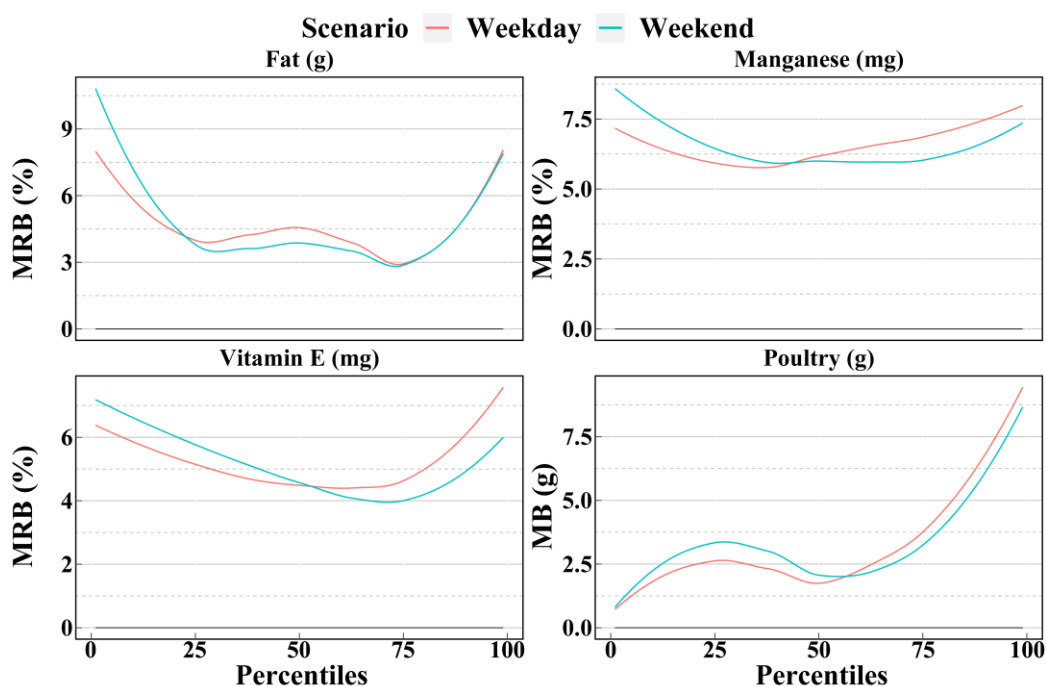 Scenario Weekday Weekend
Fat (g)
Manganese (mg)
MRB (%)
9
6
3
0
MRB (%)
7.5
5.0
2.5
0.0
Vitamin E (mg)
Poultry (g)
MRB (%)
6
4
2
0
MB (g)
7.5
5.0
2.5
0.0
0 25 50 75 100
0 25 50 75 100
Percentiles
Percentiles